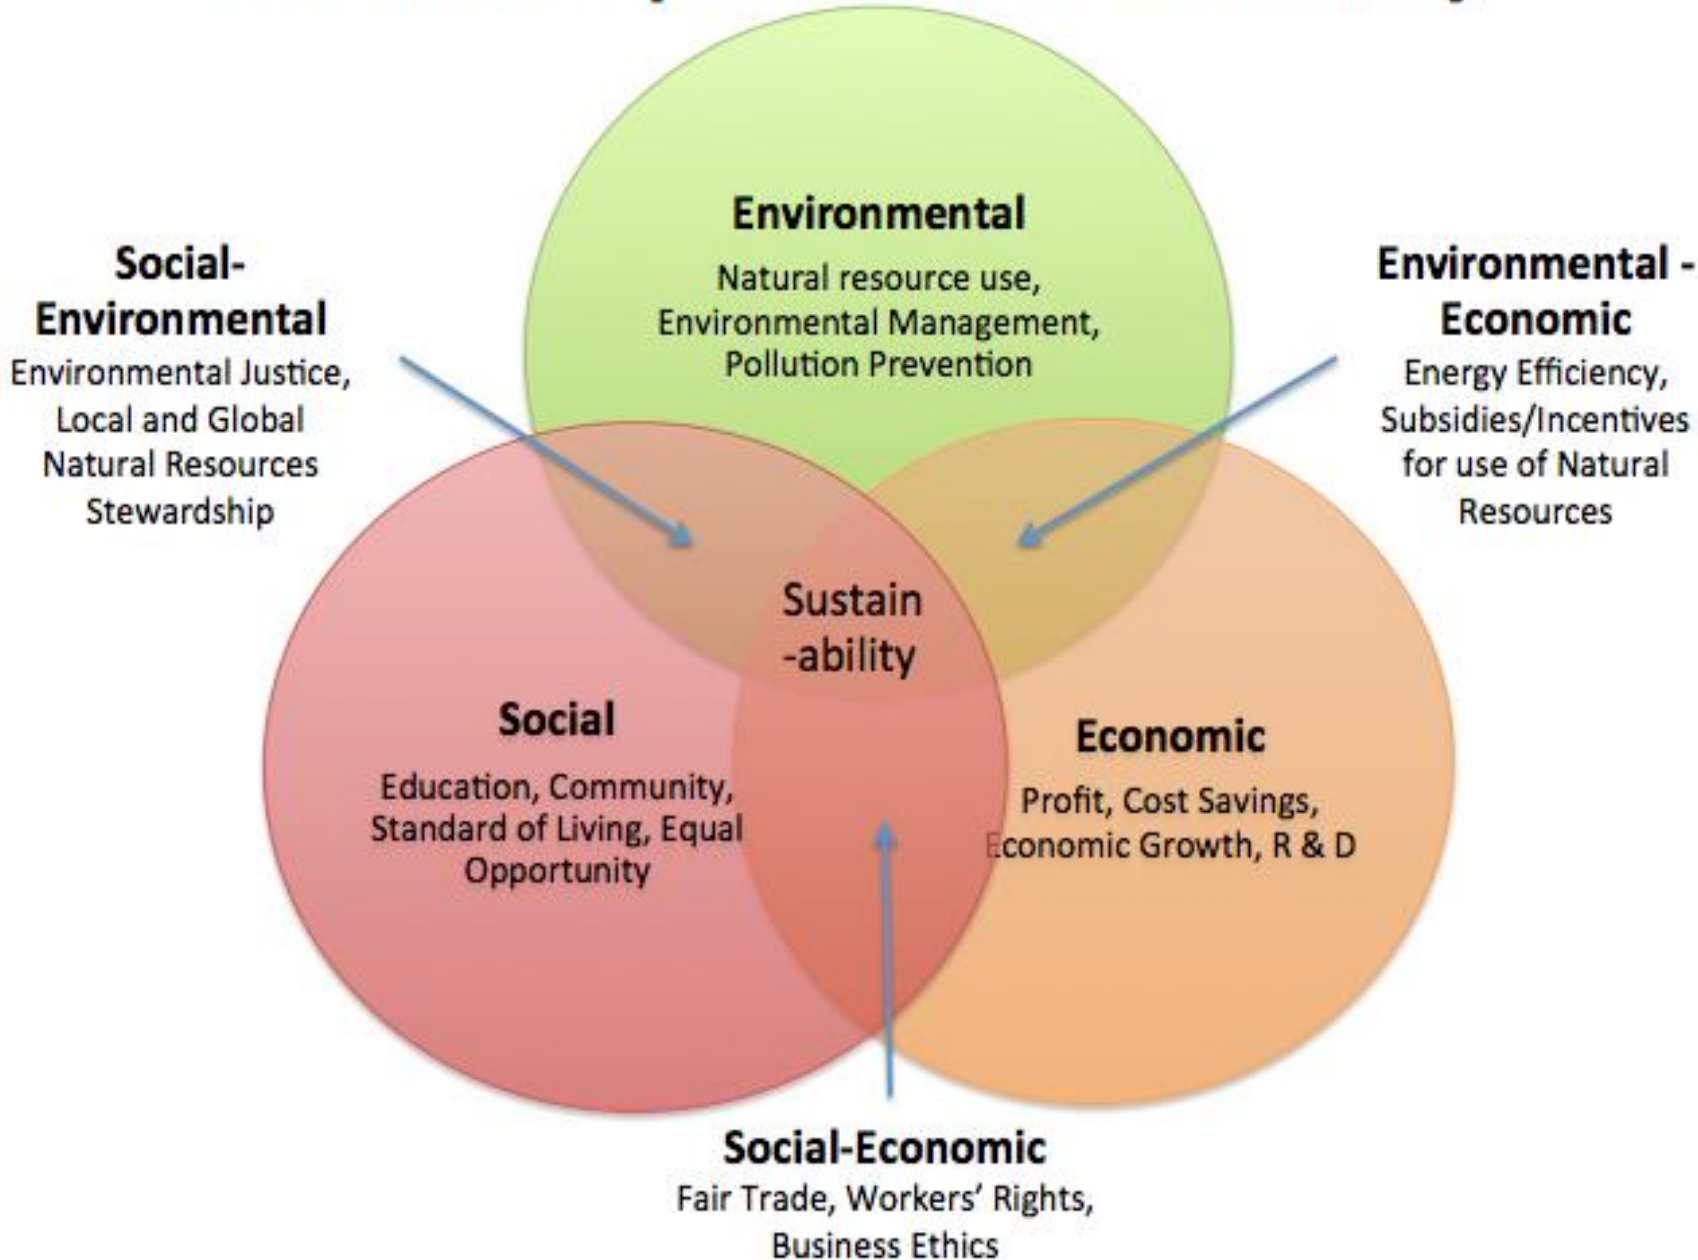 Environmental
Natural resource use,
Environmental Management,
Pollution Prevention
Social-
Environmental
Environmental Justice,
Local and Global
Natural Resources
Stewardship
Environmental -
Economic
Energy Efficiency,
Subsidies/Incentives
for use of Natural
Resources
Sustain
-ability
Social
Education, Community,
Standard of Living, Equal
Opportunity
Economic
Profit, Cost Savings,
Economic Growth, R & D
Social-Economic
Fair Trade, Workers’ Rights,
Business Ethics